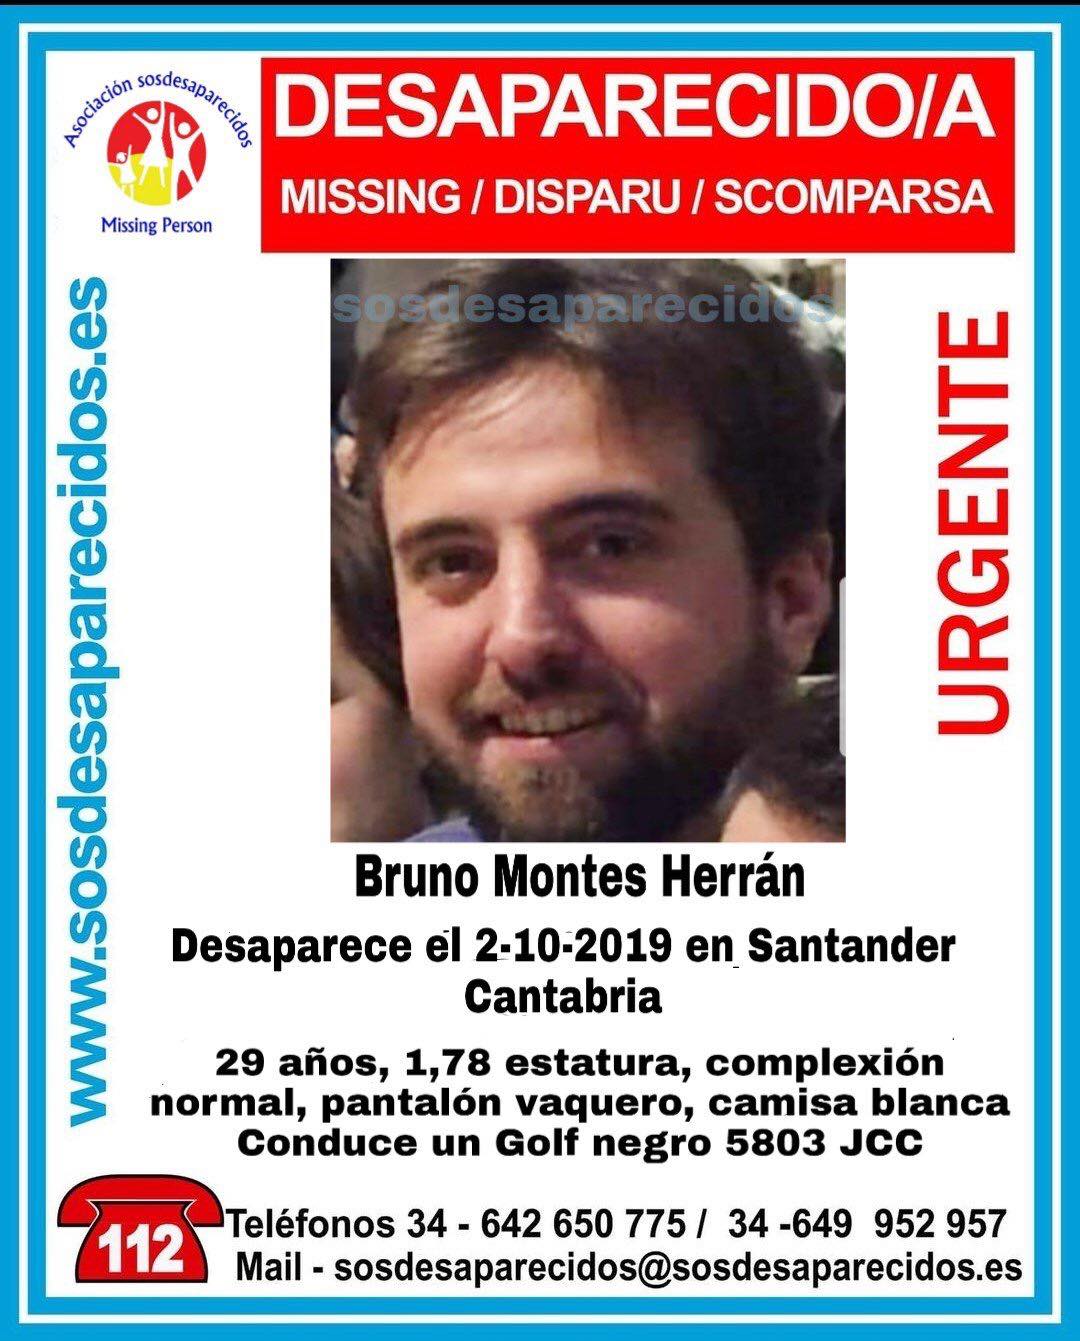 Asociación sosdesaparecidos
Missing Person
DESAPARECIDO/A
MISSING / DISPARU / SCOMPARSA
www.sosdesaparecidos.es
sosdesaparecidos
URGENTE
Bruno Montes Herrán
Desaparece el 2-10-2019 en Santander
Cantabria
29 años, 1,78 estatura, complexión
normal, pantalón vaquero, camisa blanca
Conduce un Golf negro 5803 JCC
112
Teléfonos 34 - 642 650 775 / 34 -649 952 957
Mail - sosdesaparecidos@sosdesaparecidos.es